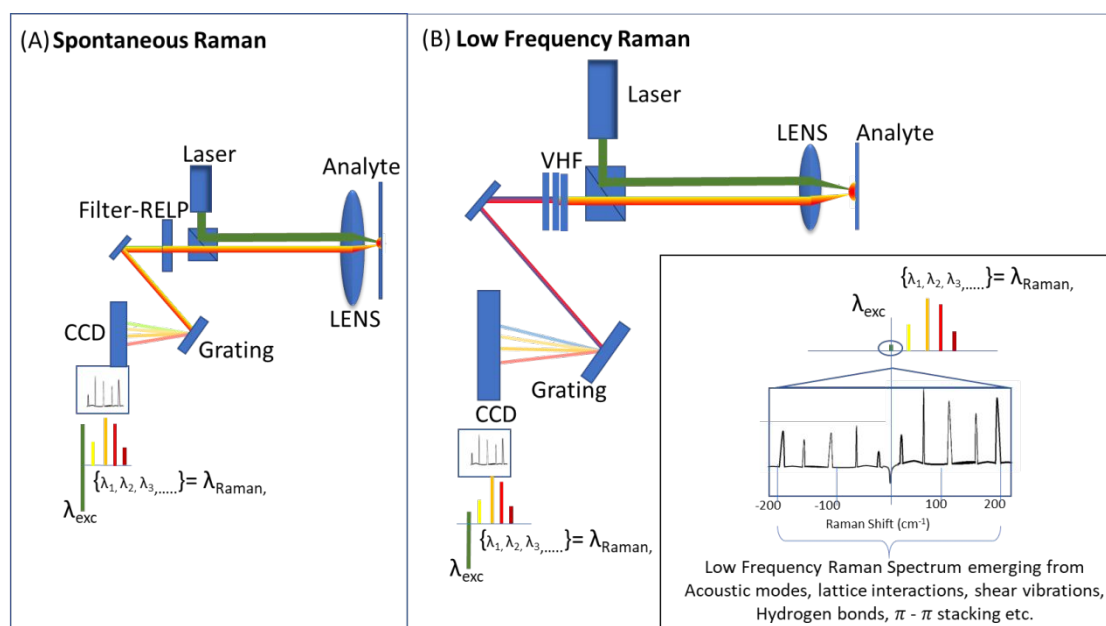 (A) Spontaneous Raman
Laser
Analyte
Filter-RELP
LENS
CCD
Grating
{λ1, λ2, λ3,.....}= λRaman,
λexc
(B) Low Frequency Raman
Laser
LENS
Analyte
VHF
Grating
CCD
{λ1, λ2, λ3,.....}= λRaman,
λexc
{λ1, λ2, λ3,.....}= λRaman,
λexc
-200
-100
100
200
Raman Shift (cm-1)
Low Frequency Raman Spectrum emerging from
Acoustic modes, lattice interactions, shear vibrations,
Hydrogen bonds, π - π stacking etc.